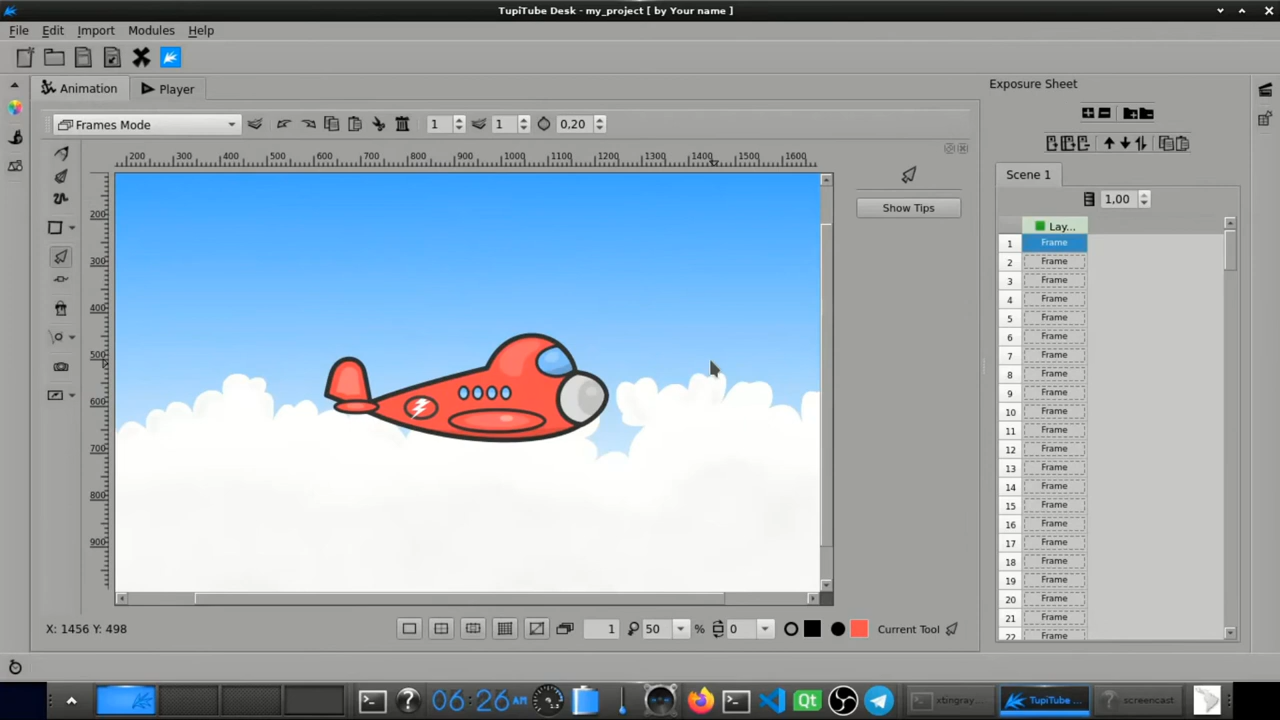 TupiTube Desk - my_project [ by Your name ]
File Edit Import Modules Help
Animation Player
Exposure Sheet
Frames Mode 1 1 0,20
200 300 400 500 600 700 800 900 1000 1100 1200 1300 1400 1500 1600
Show Tips
Scene 1
1,00
Lay...
1 Frame
2 Frame
3 Frame
4 Frame
5 Frame
6 Frame
7 Frame
8 Frame
9 Frame
10 Frame
11 Frame
12 Frame
13 Frame
14 Frame
15 Frame
16 Frame
17 Frame
18 Frame
19 Frame
20 Frame
21 Frame
22 Frame
200
300
400
500
600
700
800
900
X: 1456 Y: 498 1 50 % 0 Current Tool
06:26 AM Qt xtingray... TupiTube ... screencast